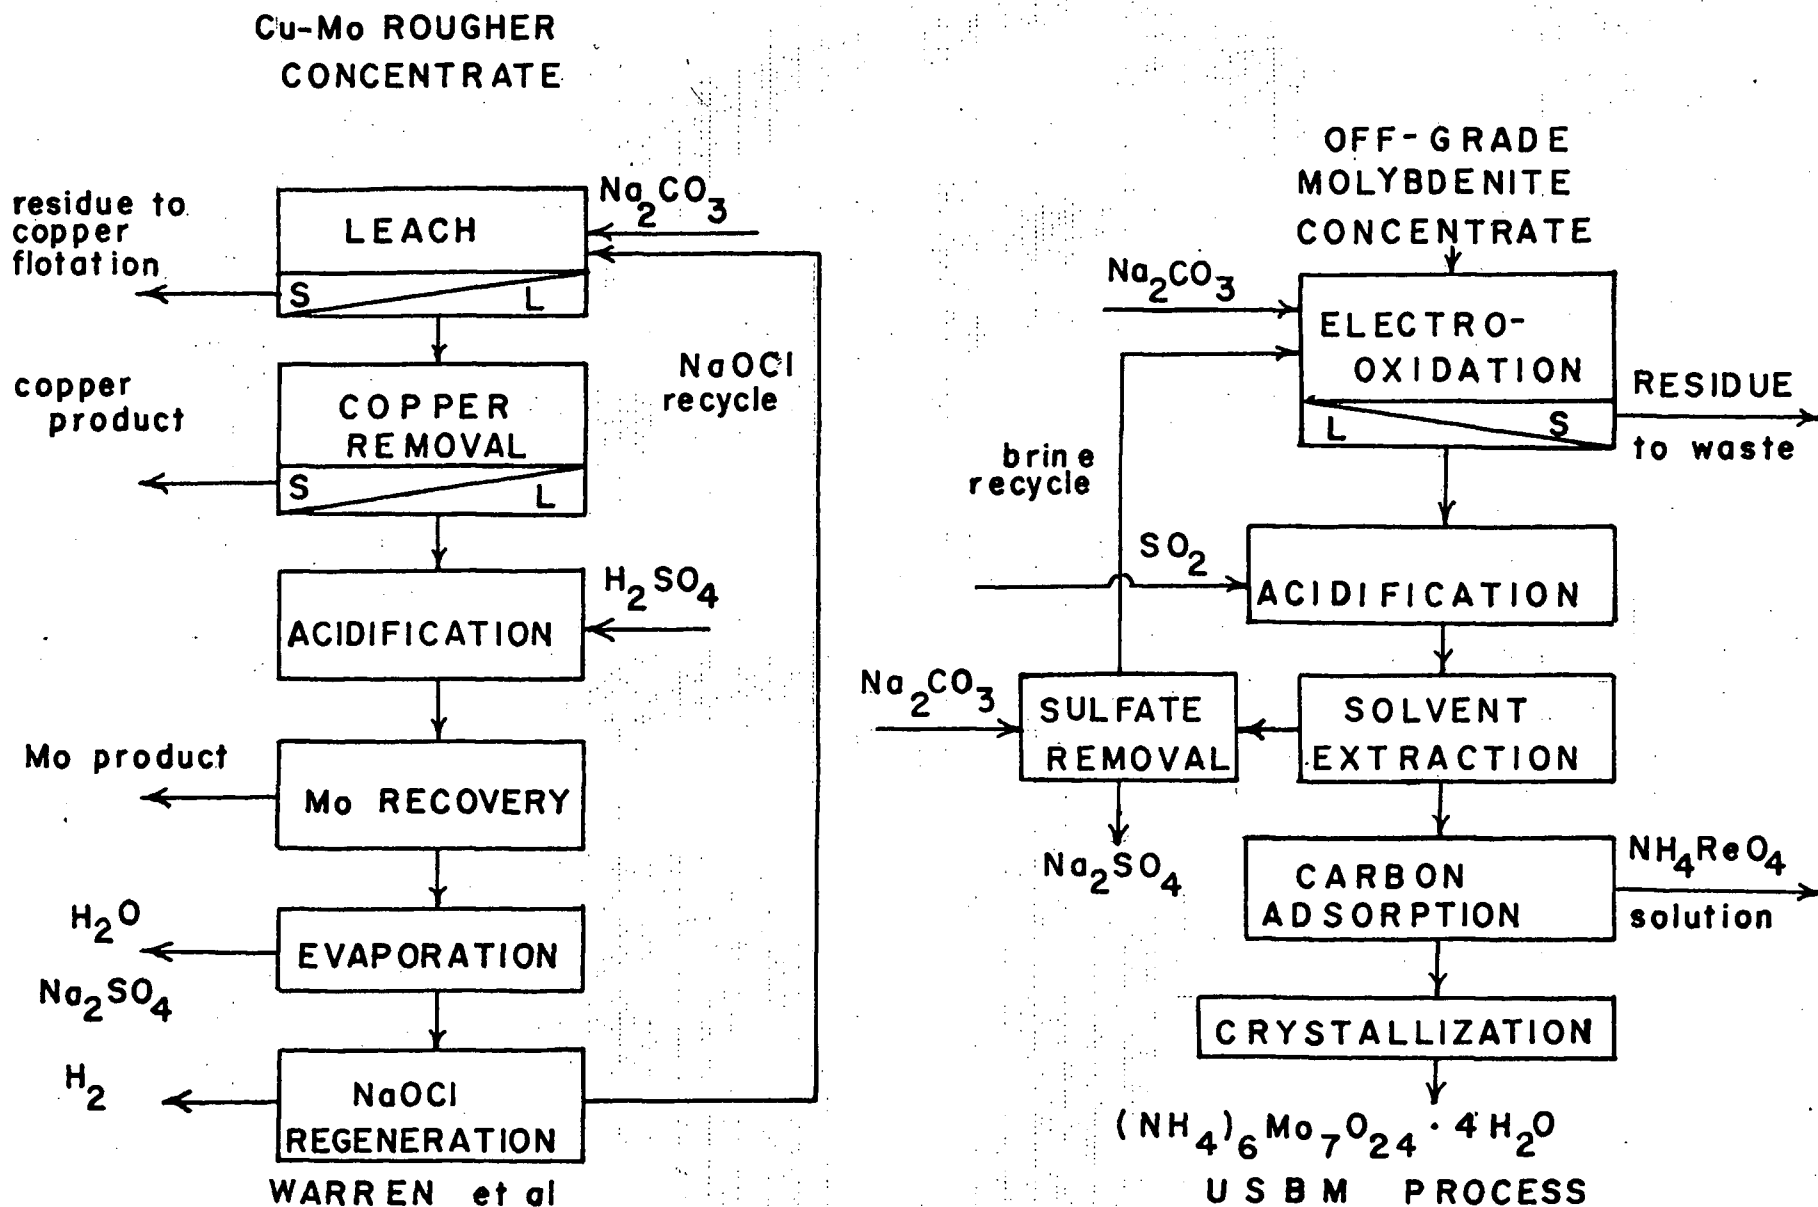 Cu-Mo ROUGHER
CONCENTRATE
residue to
copper
flotation
Na2CO3
LEACH
S
L
NaOCl
recycle
copper
product
COPPER
REMOVAL
S
L
H2SO4
ACIDIFICATION
Mo product
Mo RECOVERY
H2O
Na2SO4
EVAPORATION
H2
NaOCl
REGENERATION
WARREN et al
OFF-GRADE
MOLYBDENITE
CONCENTRATE
Na2CO3
ELECTRO-
OXIDATION
L
S
RESIDUE
to waste
brine
recycle
SO2
ACIDIFICATION
Na2CO3
SULFATE
REMOVAL
SOLVENT
EXTRACTION
Na2SO4
CARBON
ADSORPTION
NH4ReO4
solution
CRYSTALLIZATION
(NH4)6Mo7O24 · 4H2O
USBM PROCESS